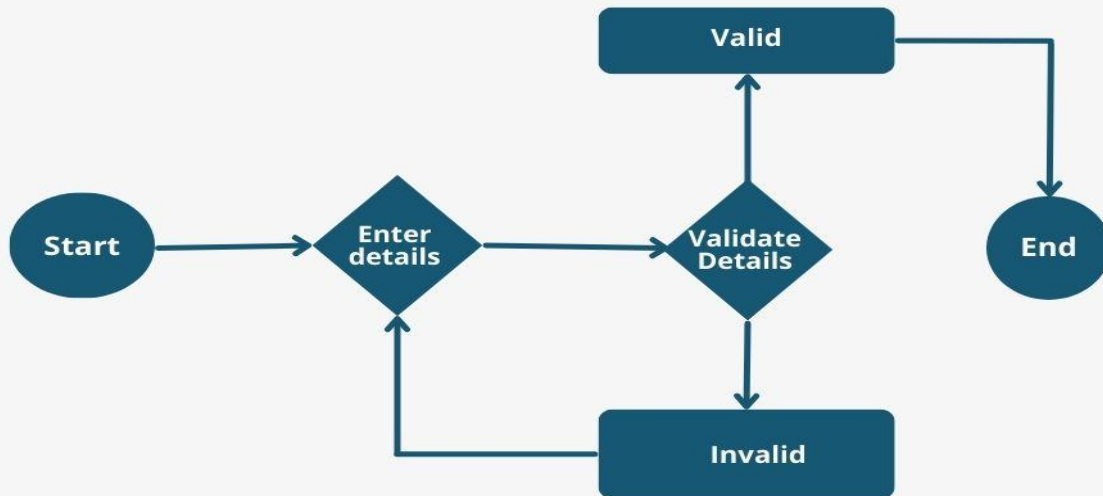 Valid
Start
Enter
details
Validate
Details
End
Invalid